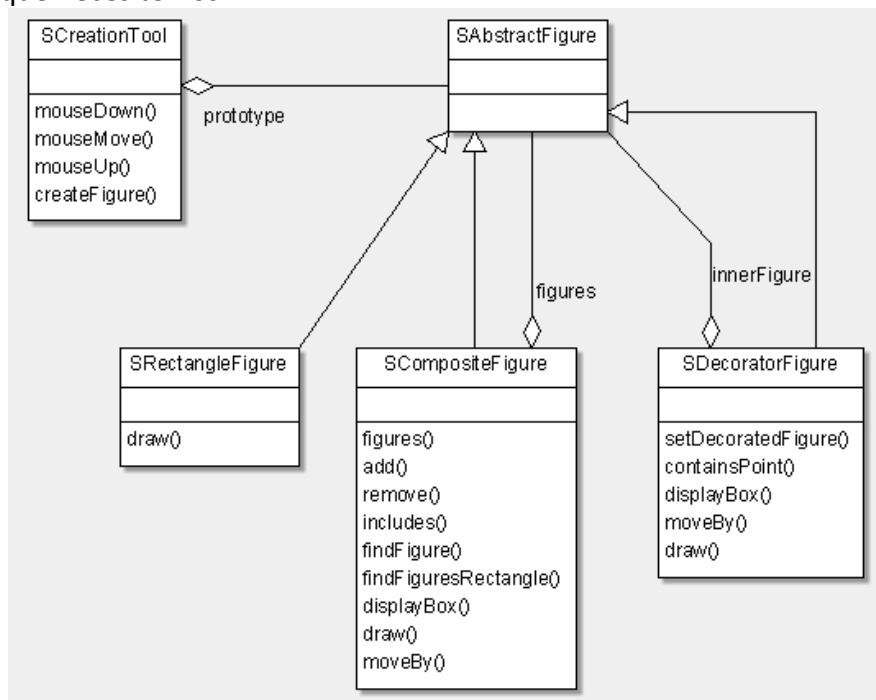 SCreationTool
mouseDown()
mouseMove()
mouseUp()
createFigure()
prototype
SAbstractFigure
figures
innerFigure
SRectangleFigure
draw()
SCompositeFigure
figures()
add()
remove()
includes()
findFigure()
findFiguresRectangle()
displayBox()
draw()
moveBy()
SDecoratorFigure
setDecoratedFigure()
containsPoint()
displayBox()
moveBy()
draw()